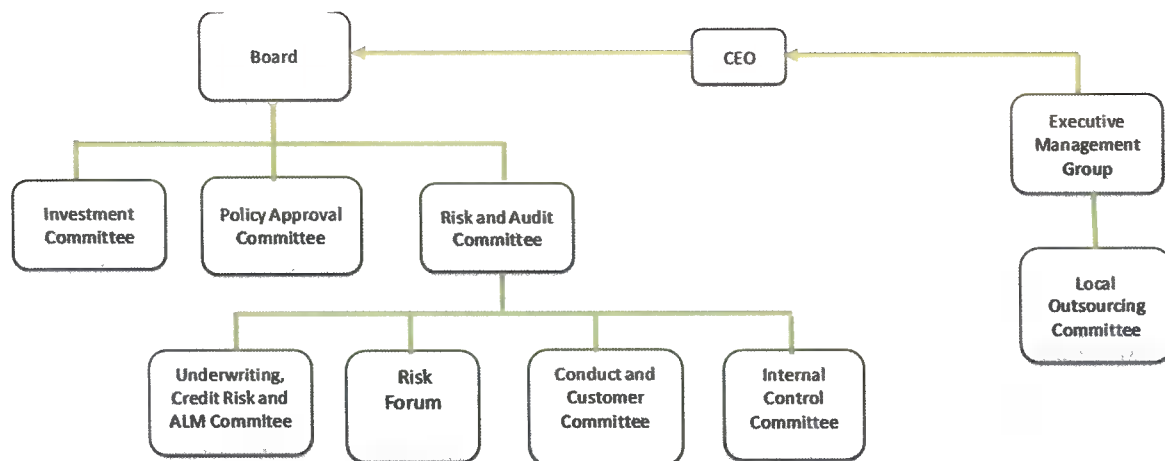 Board
CEO
Executive
Management
Group
Investment
Committee
Policy Approval
Committee
Risk and Audit
Committee
Local
Outsourcing
Committee
Underwriting,
Credit Risk and
ALM Commitee
Risk
Forum
Conduct and
Customer
Committee
Internal
Control
Committee